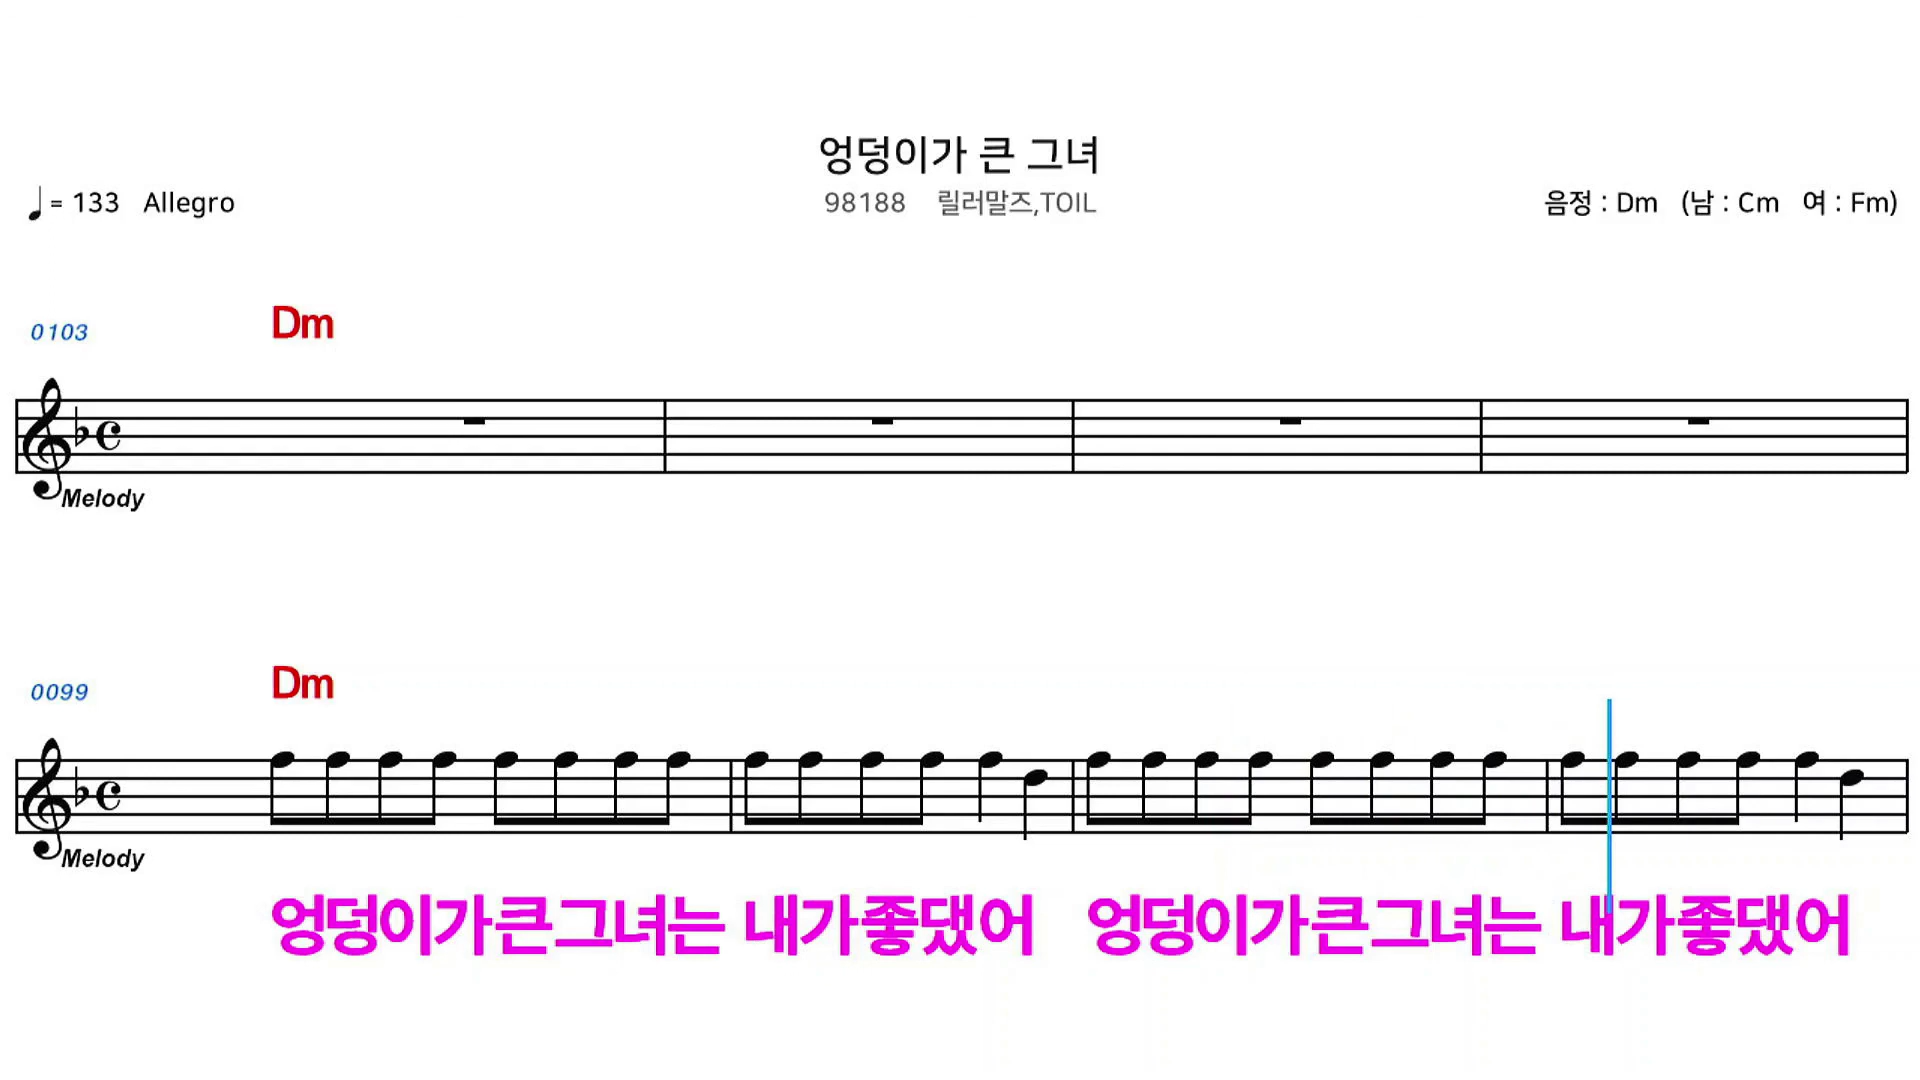 엉덩이가 큰 그녀
♩= 133 Allegro
98188 릴러말즈,TOIL
음정 : Dm (남 : Cm 여 : Fm)
0103
Dm
Melody
0099
Dm
Melody
엉덩이가큰그녀는 내가좋댔어 엉덩이가큰그녀는 내가좋댔어